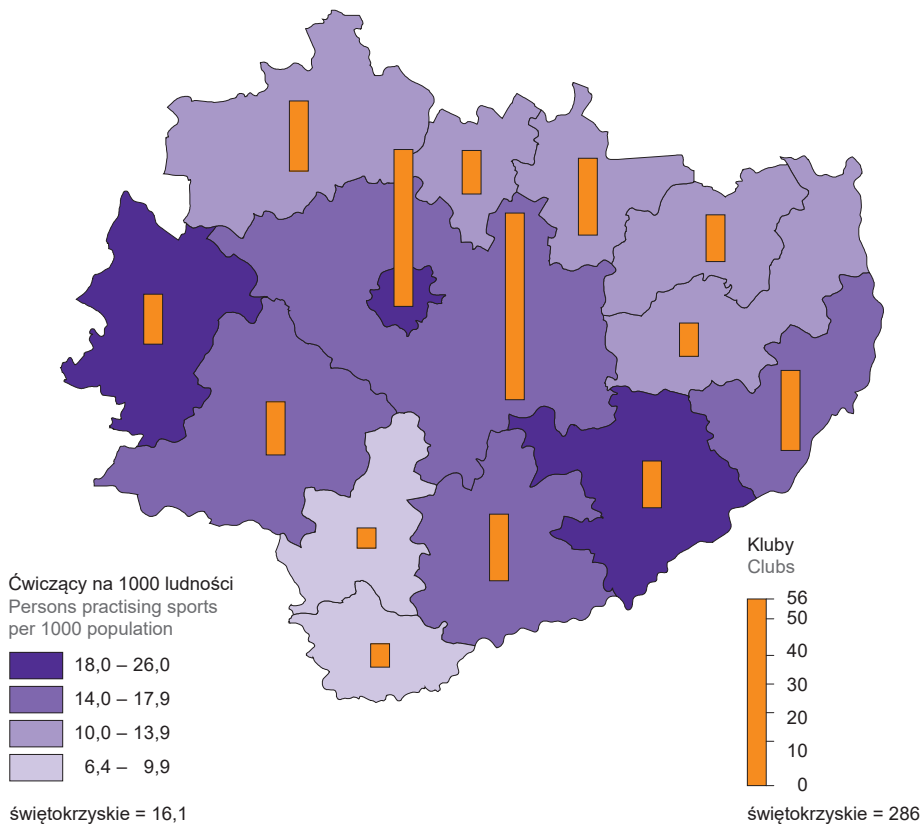 Ćwiczący na 1000 ludności
Persons practising sports
per 1000 population
18,0 – 26,0
14,0 – 17,9
10,0 – 13,9
6,4 – 9,9
świętokrzyskie = 16,1
Kluby
Clubs
56
50
40
30
20
10
0
świętokrzyskie = 286